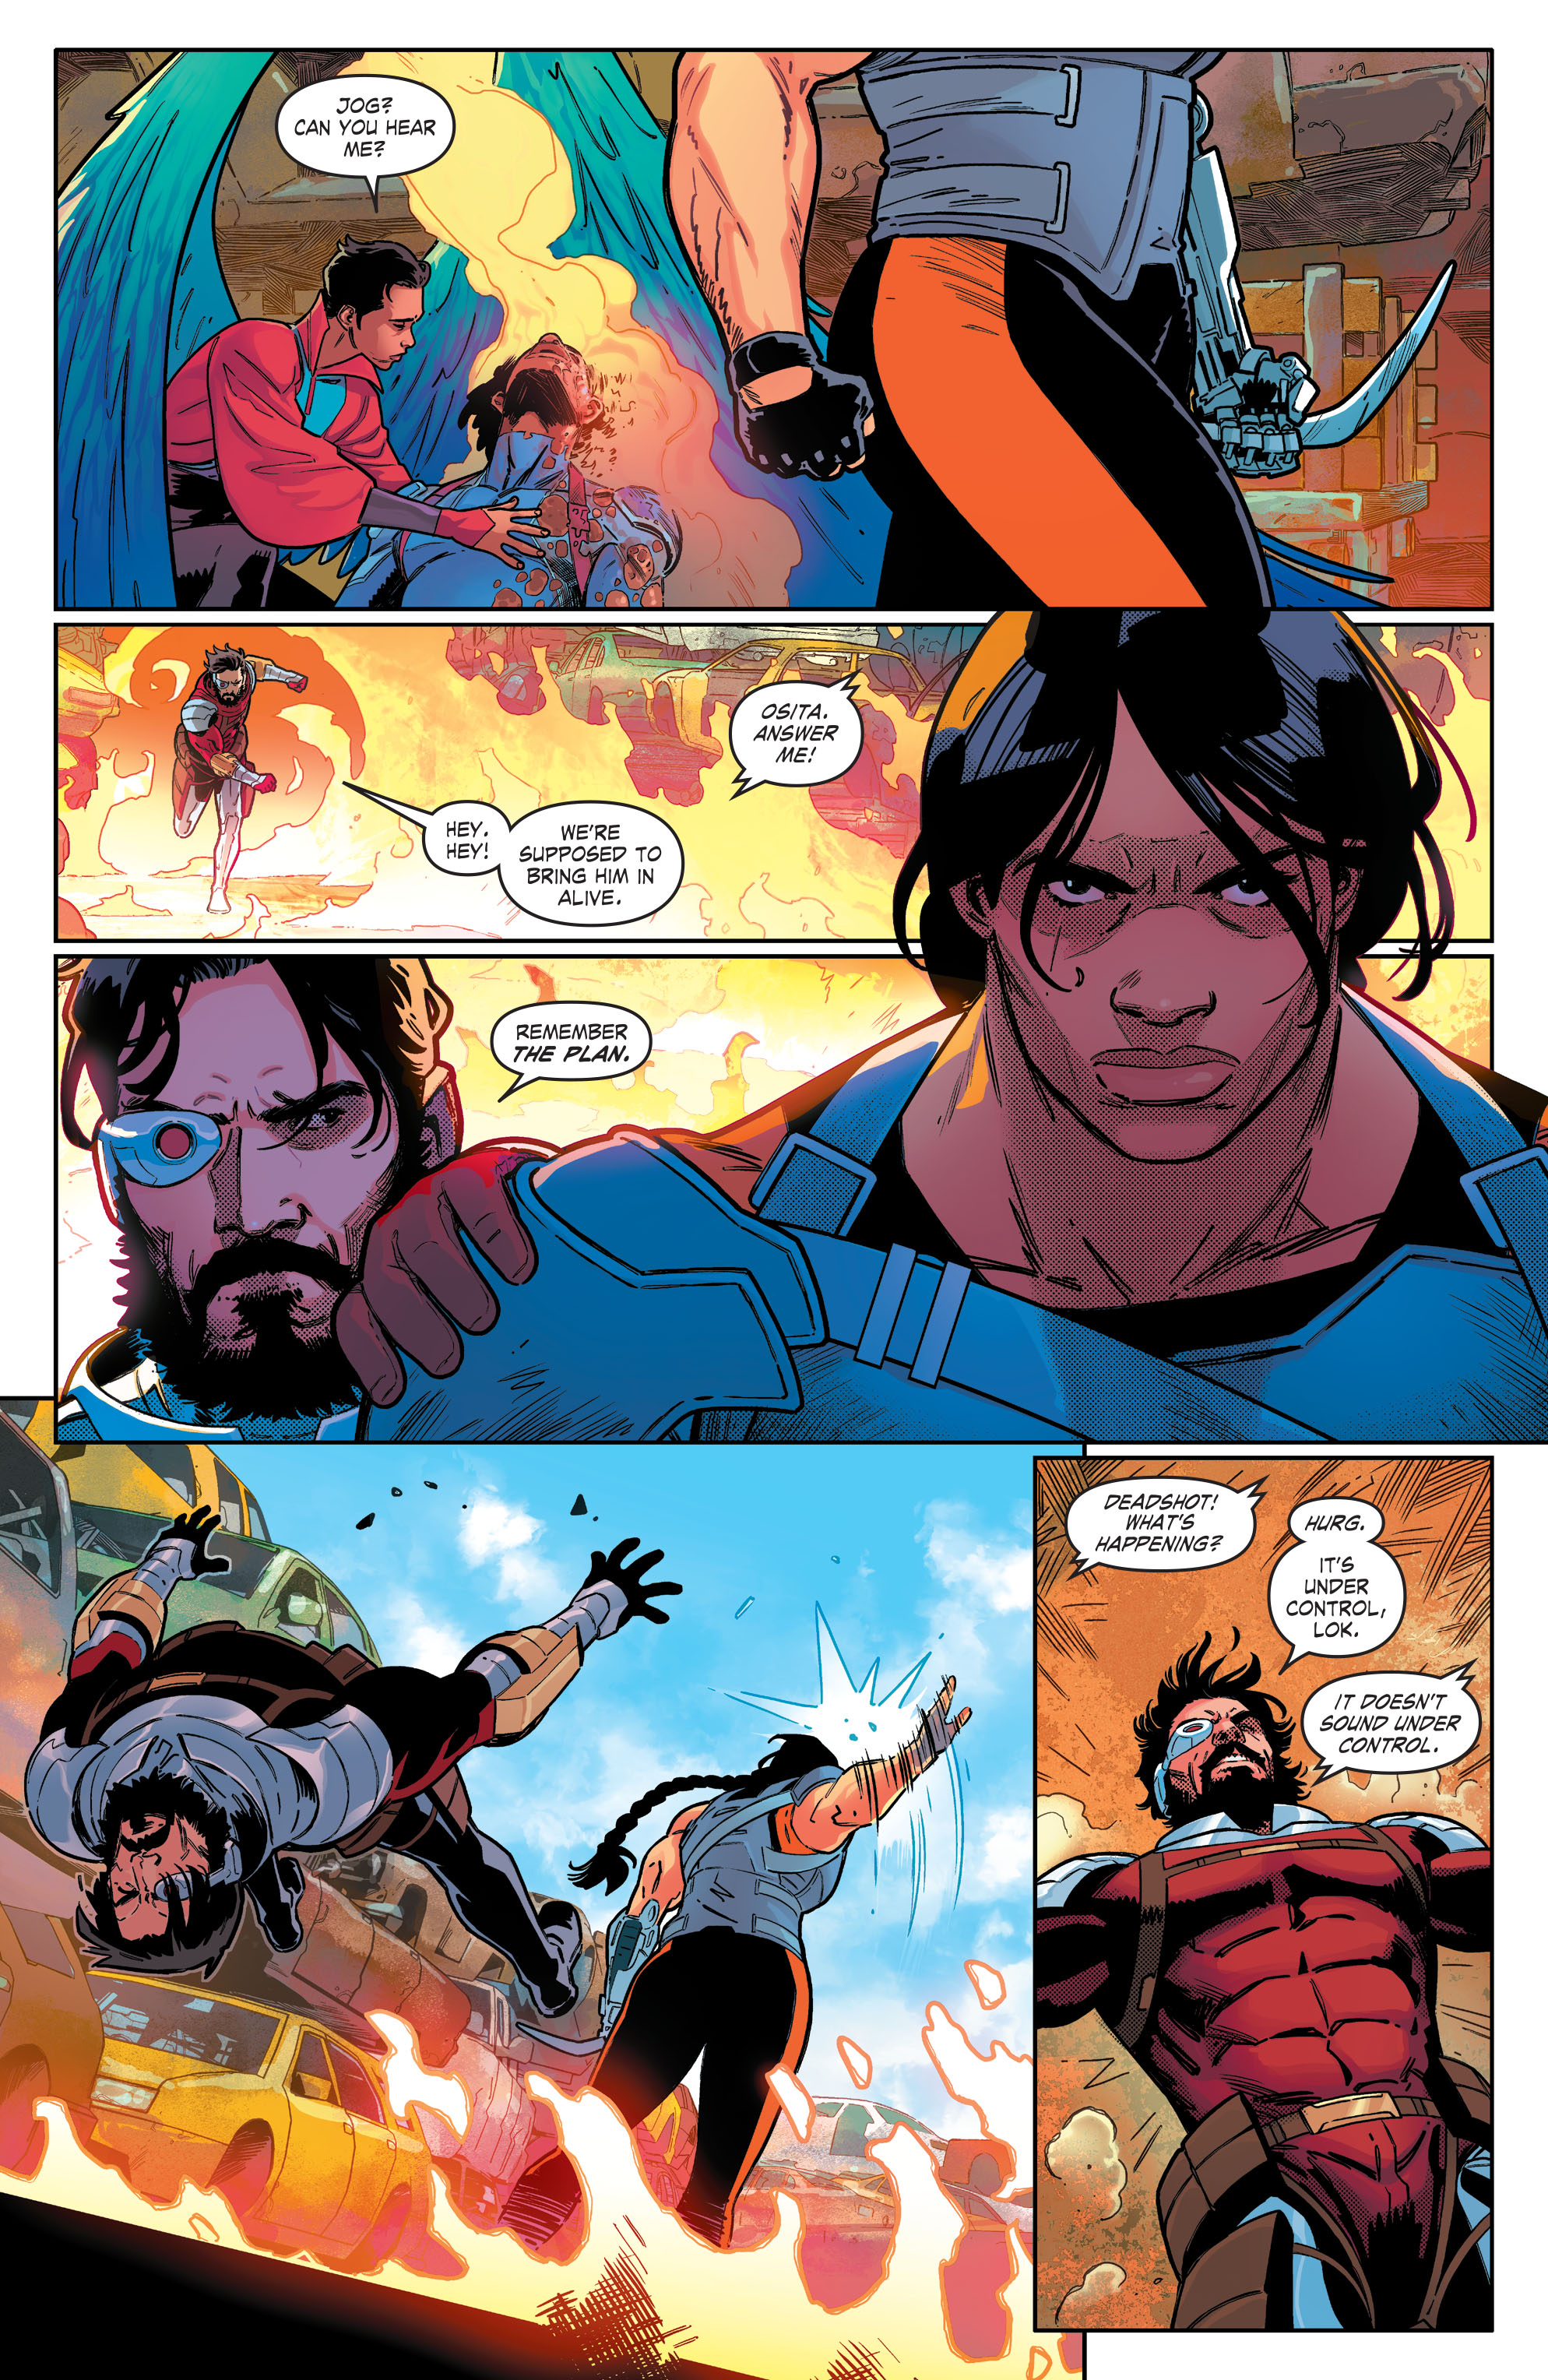 JOG?
CAN YOU HEAR
ME?
OSITA.
ANSWER
ME!
HEY.
HEY!
WE'RE
SUPPOSED TO
BRING HIM IN
ALIVE.
REMEMBER
THE PLAN.
DEADSHOT!
WHAT'S
HAPPENING?
HURG.
IT'S
UNDER
CONTROL,
LOK.
IT DOESN'T
SOUND UNDER
CONTROL.